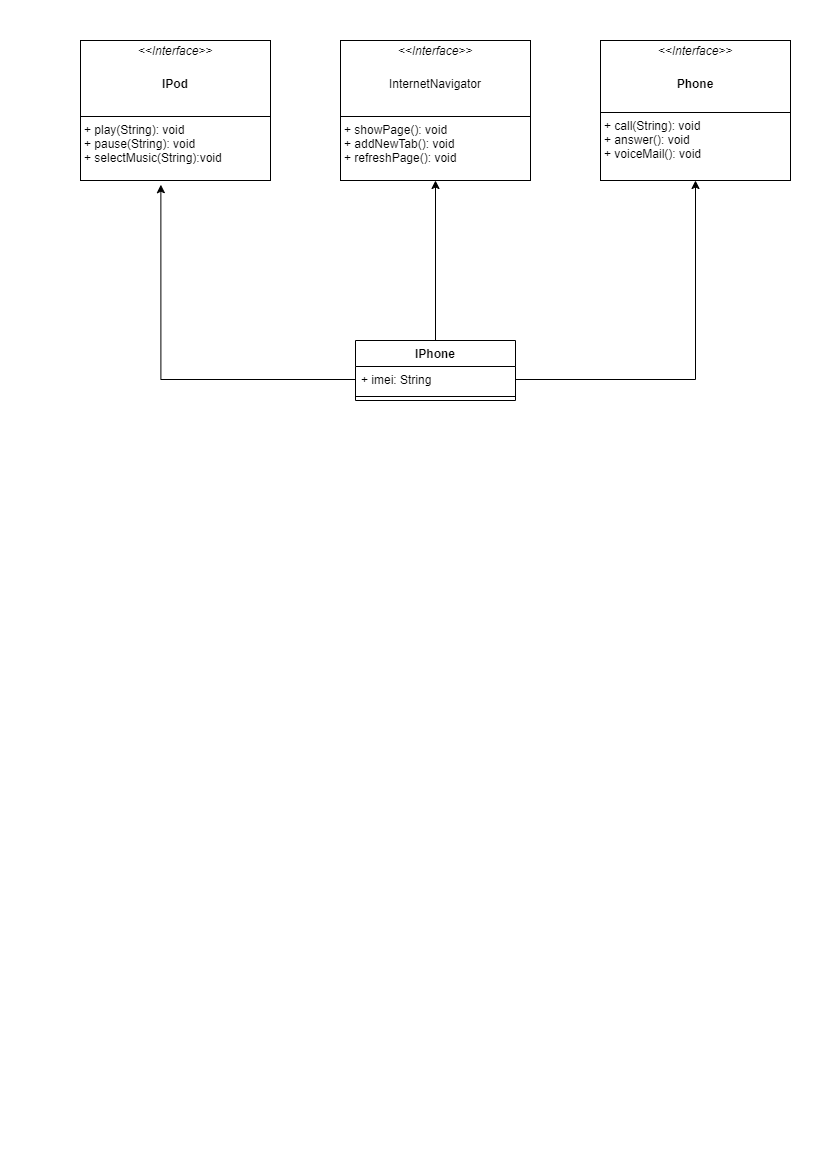 <<Interface>>
IPod
+ play(String): void
+ pause(String): void
+ selectMusic(String):void
<<Interface>>
InternetNavigator
+ showPage(): void
+ addNewTab(): void
+ refreshPage(): void
<<Interface>>
Phone
+ call(String): void
+ answer(): void
+ voiceMail(): void
IPhone
+ imei: String